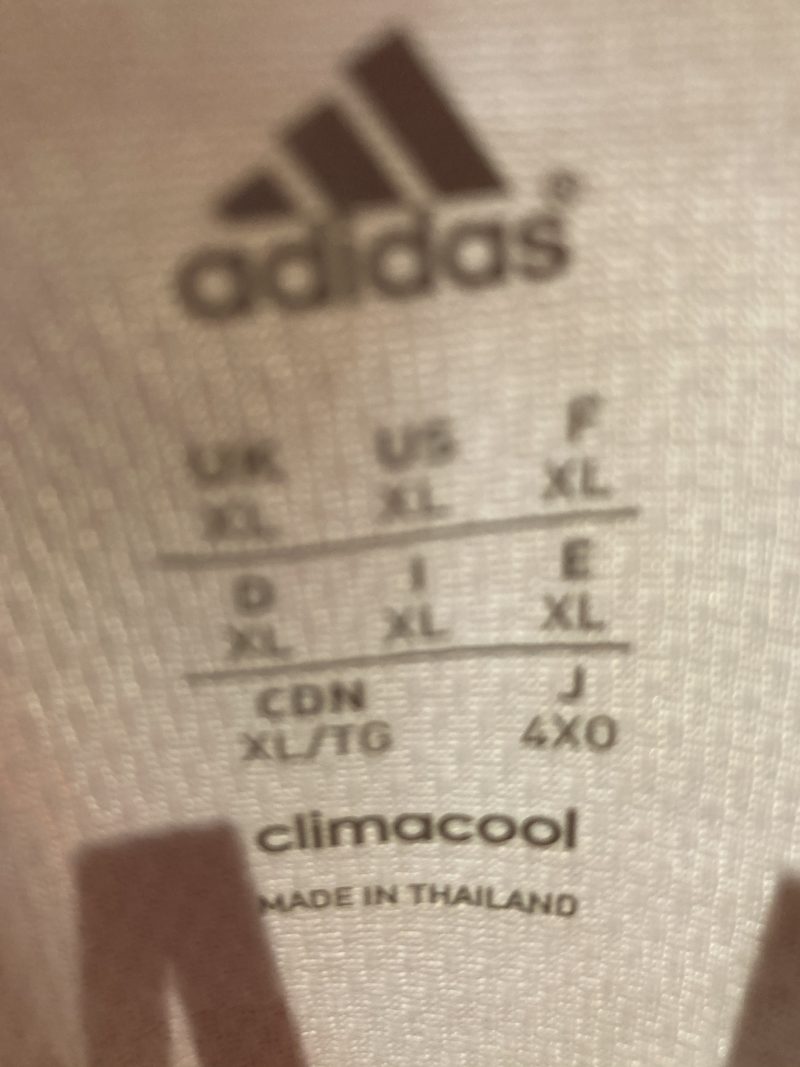 adidas®
UK US F
XL XL XL
D I E
XL XL XL
CDN J
XL/TG 4XO
climacool
MADE IN THAILAND